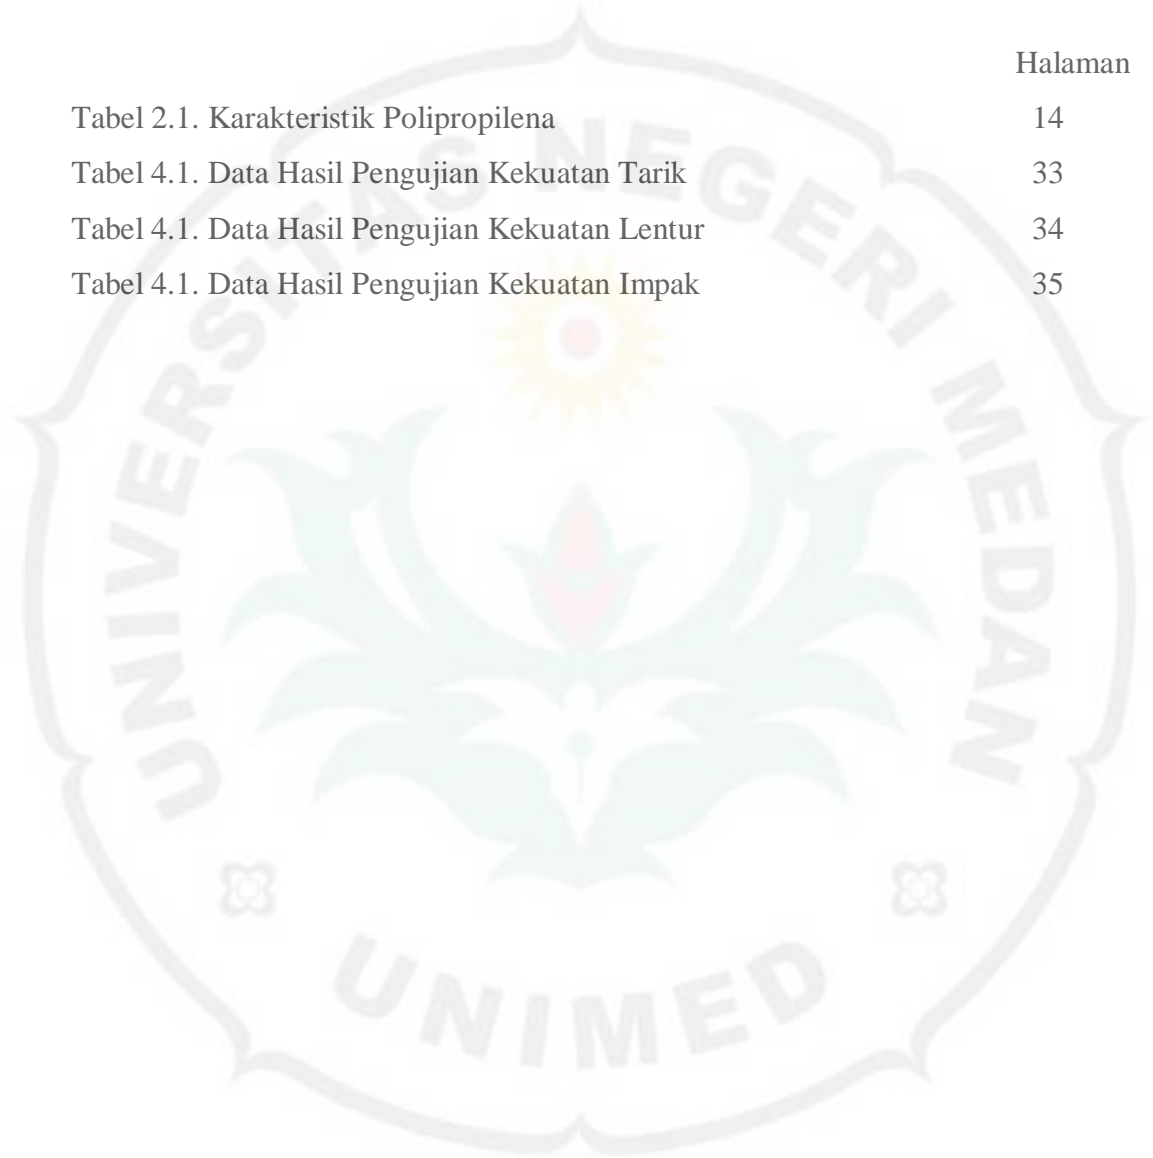 Halaman
Tabel 2.1. Karakteristik Polipropilena 14
Tabel 4.1. Data Hasil Pengujian Kekuatan Tarik 33
Tabel 4.1. Data Hasil Pengujian Kekuatan Lentur 34
Tabel 4.1. Data Hasil Pengujian Kekuatan Impak 35
UNIVERSITAS NEGERI MEDAN
UNIMED